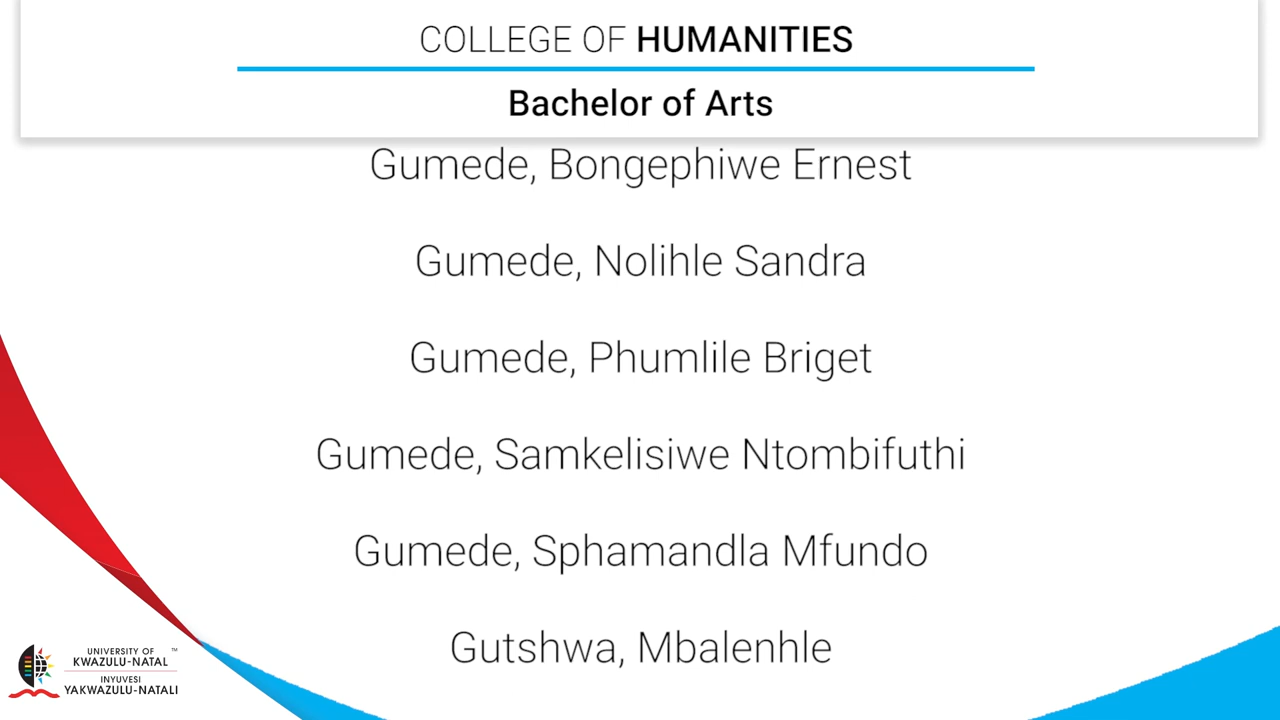 COLLEGE OF HUMANITIES
Bachelor of Arts
Gumede, Bongephiwe Ernest
Gumede, Nolihle Sandra
Gumede, Phumlile Briget
Gumede, Samkelisiwe Ntombifuthi
Gumede, Sphamandla Mfundo
Gutshwa, Mbalenhle
UNIVERSITY OF ™
KWAZULU-NATAL
INYUVESI
YAKWAZULU-NATALI